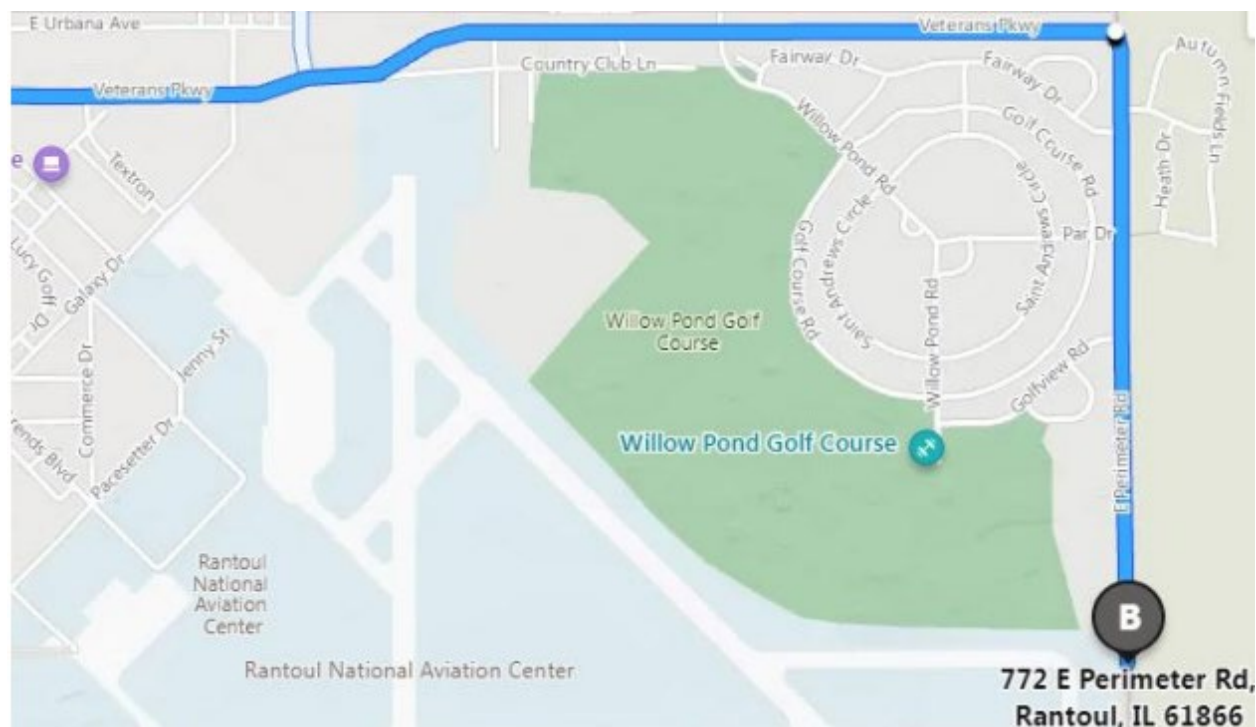 E Urbana Ave
Veterans Pkwy
Veterans Pkwy
Country Club Ln
Fairway Dr
Fairway Dr
Autumn Fields Ln
Heath Dr
e
Textron
Willow Pond Rd
Golf Course Rd
Saint Andrews Circle
Saint Andrews Circle
Par Dr
Lucy Goff Dr
Galaxy Dr
Golf Course Rd
Willow Pond Golf
Course
Willow Pond Rd
Jenny St
Commerce Dr
Golfview Rd
Pacesetter Dr
rends Blvd
Willow Pond Golf Course
E Perimeter Rd
Rantoul
National
Aviation
Center
Rantoul National Aviation Center
B
772 E Perimeter Rd,
Rantoul, IL 61866